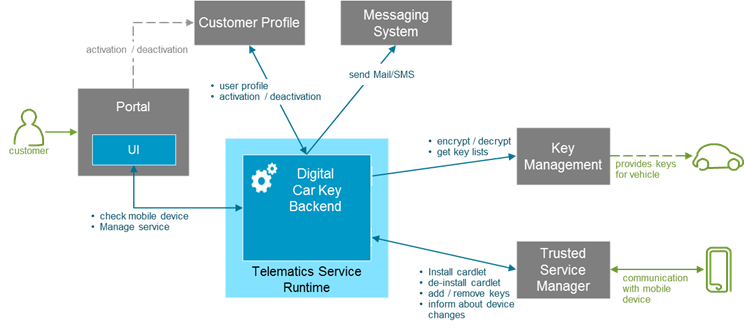 Customer Profile
Messaging
System
activation / deactivation
send Mail/SMS
• user profile
• activation / deactivation
Portal
UI
customer
• encrypt / decrypt
• get key lists
Key
Management
provides keys
for vehicle
Digital
Car Key
Backend
• check mobile device
• Manage service
Telematics Service
Runtime
• Install cardlet
• de-install cardlet
• add / remove keys
• inform about device
changes
Trusted
Service
Manager
communication
with mobile
device